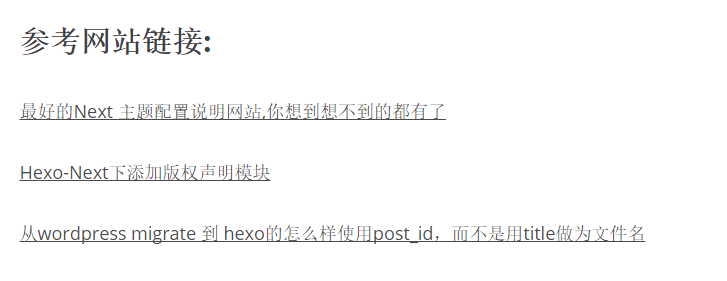 参考网站链接:
最好的Next 主题配置说明网站,你想到想不到的都有了
Hexo-Next下添加版权声明模块
从wordpress migrate 到 hexo的怎么样使用post_id，而不是用title做为文件名